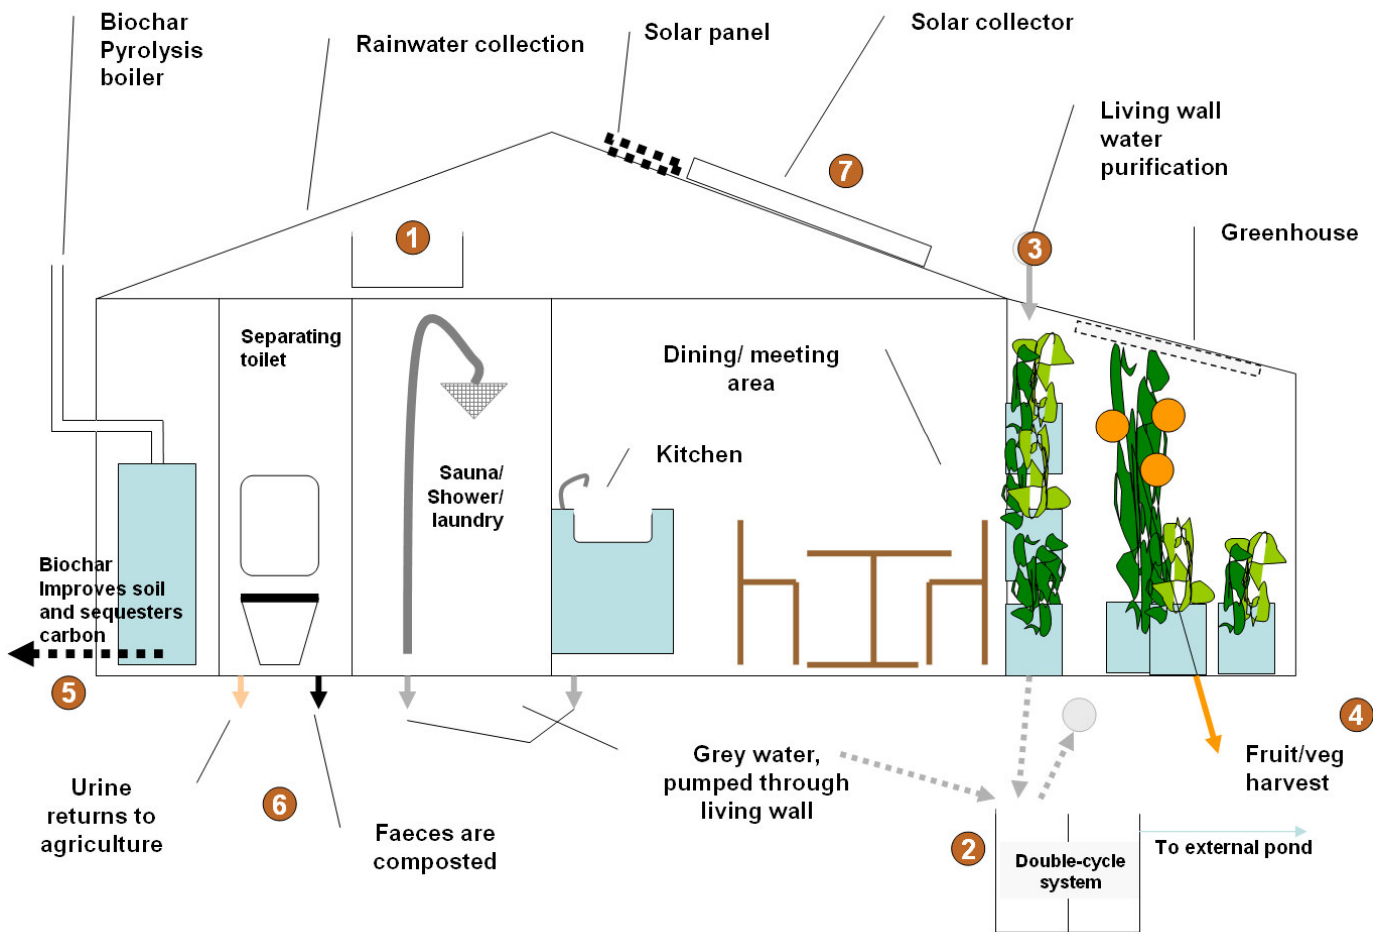 Biochar
Pyrolysis
boiler
Rainwater collection
Solar panel
Solar collector
Living wall
water
purification
Greenhouse
7
1
3
Separating
toilet
Dining/ meeting
area
Kitchen
Sauna/
Shower/
laundry
Biochar
Improves soil
and sequesters
carbon
5
4
Urine
returns to
agriculture
6
Faeces are
composted
Grey water,
pumped through
living wall
Fruit/veg
harvest
2
Double-cycle
system
To external pond